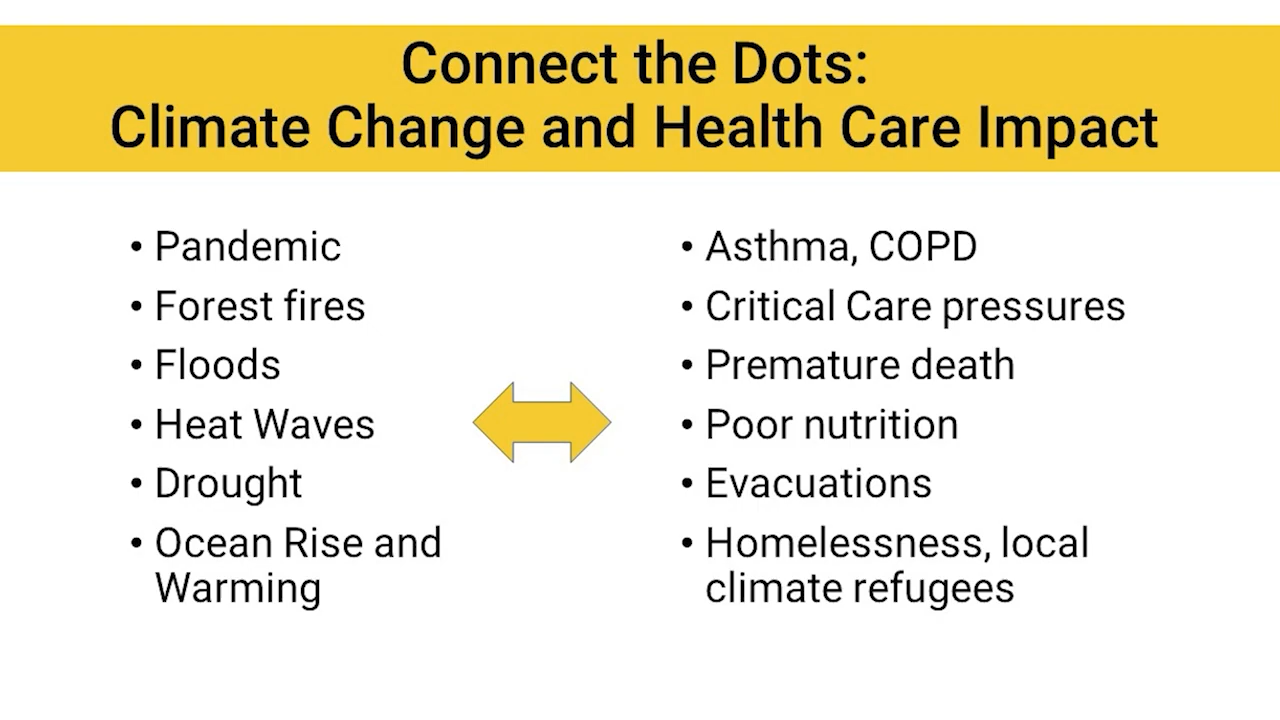 Connect the Dots:
Climate Change and Health Care Impact
• Pandemic
• Forest fires
• Floods
• Heat Waves
• Drought
• Ocean Rise and
Warming
• Asthma, COPD
• Critical Care pressures
• Premature death
• Poor nutrition
• Evacuations
• Homelessness, local
climate refugees